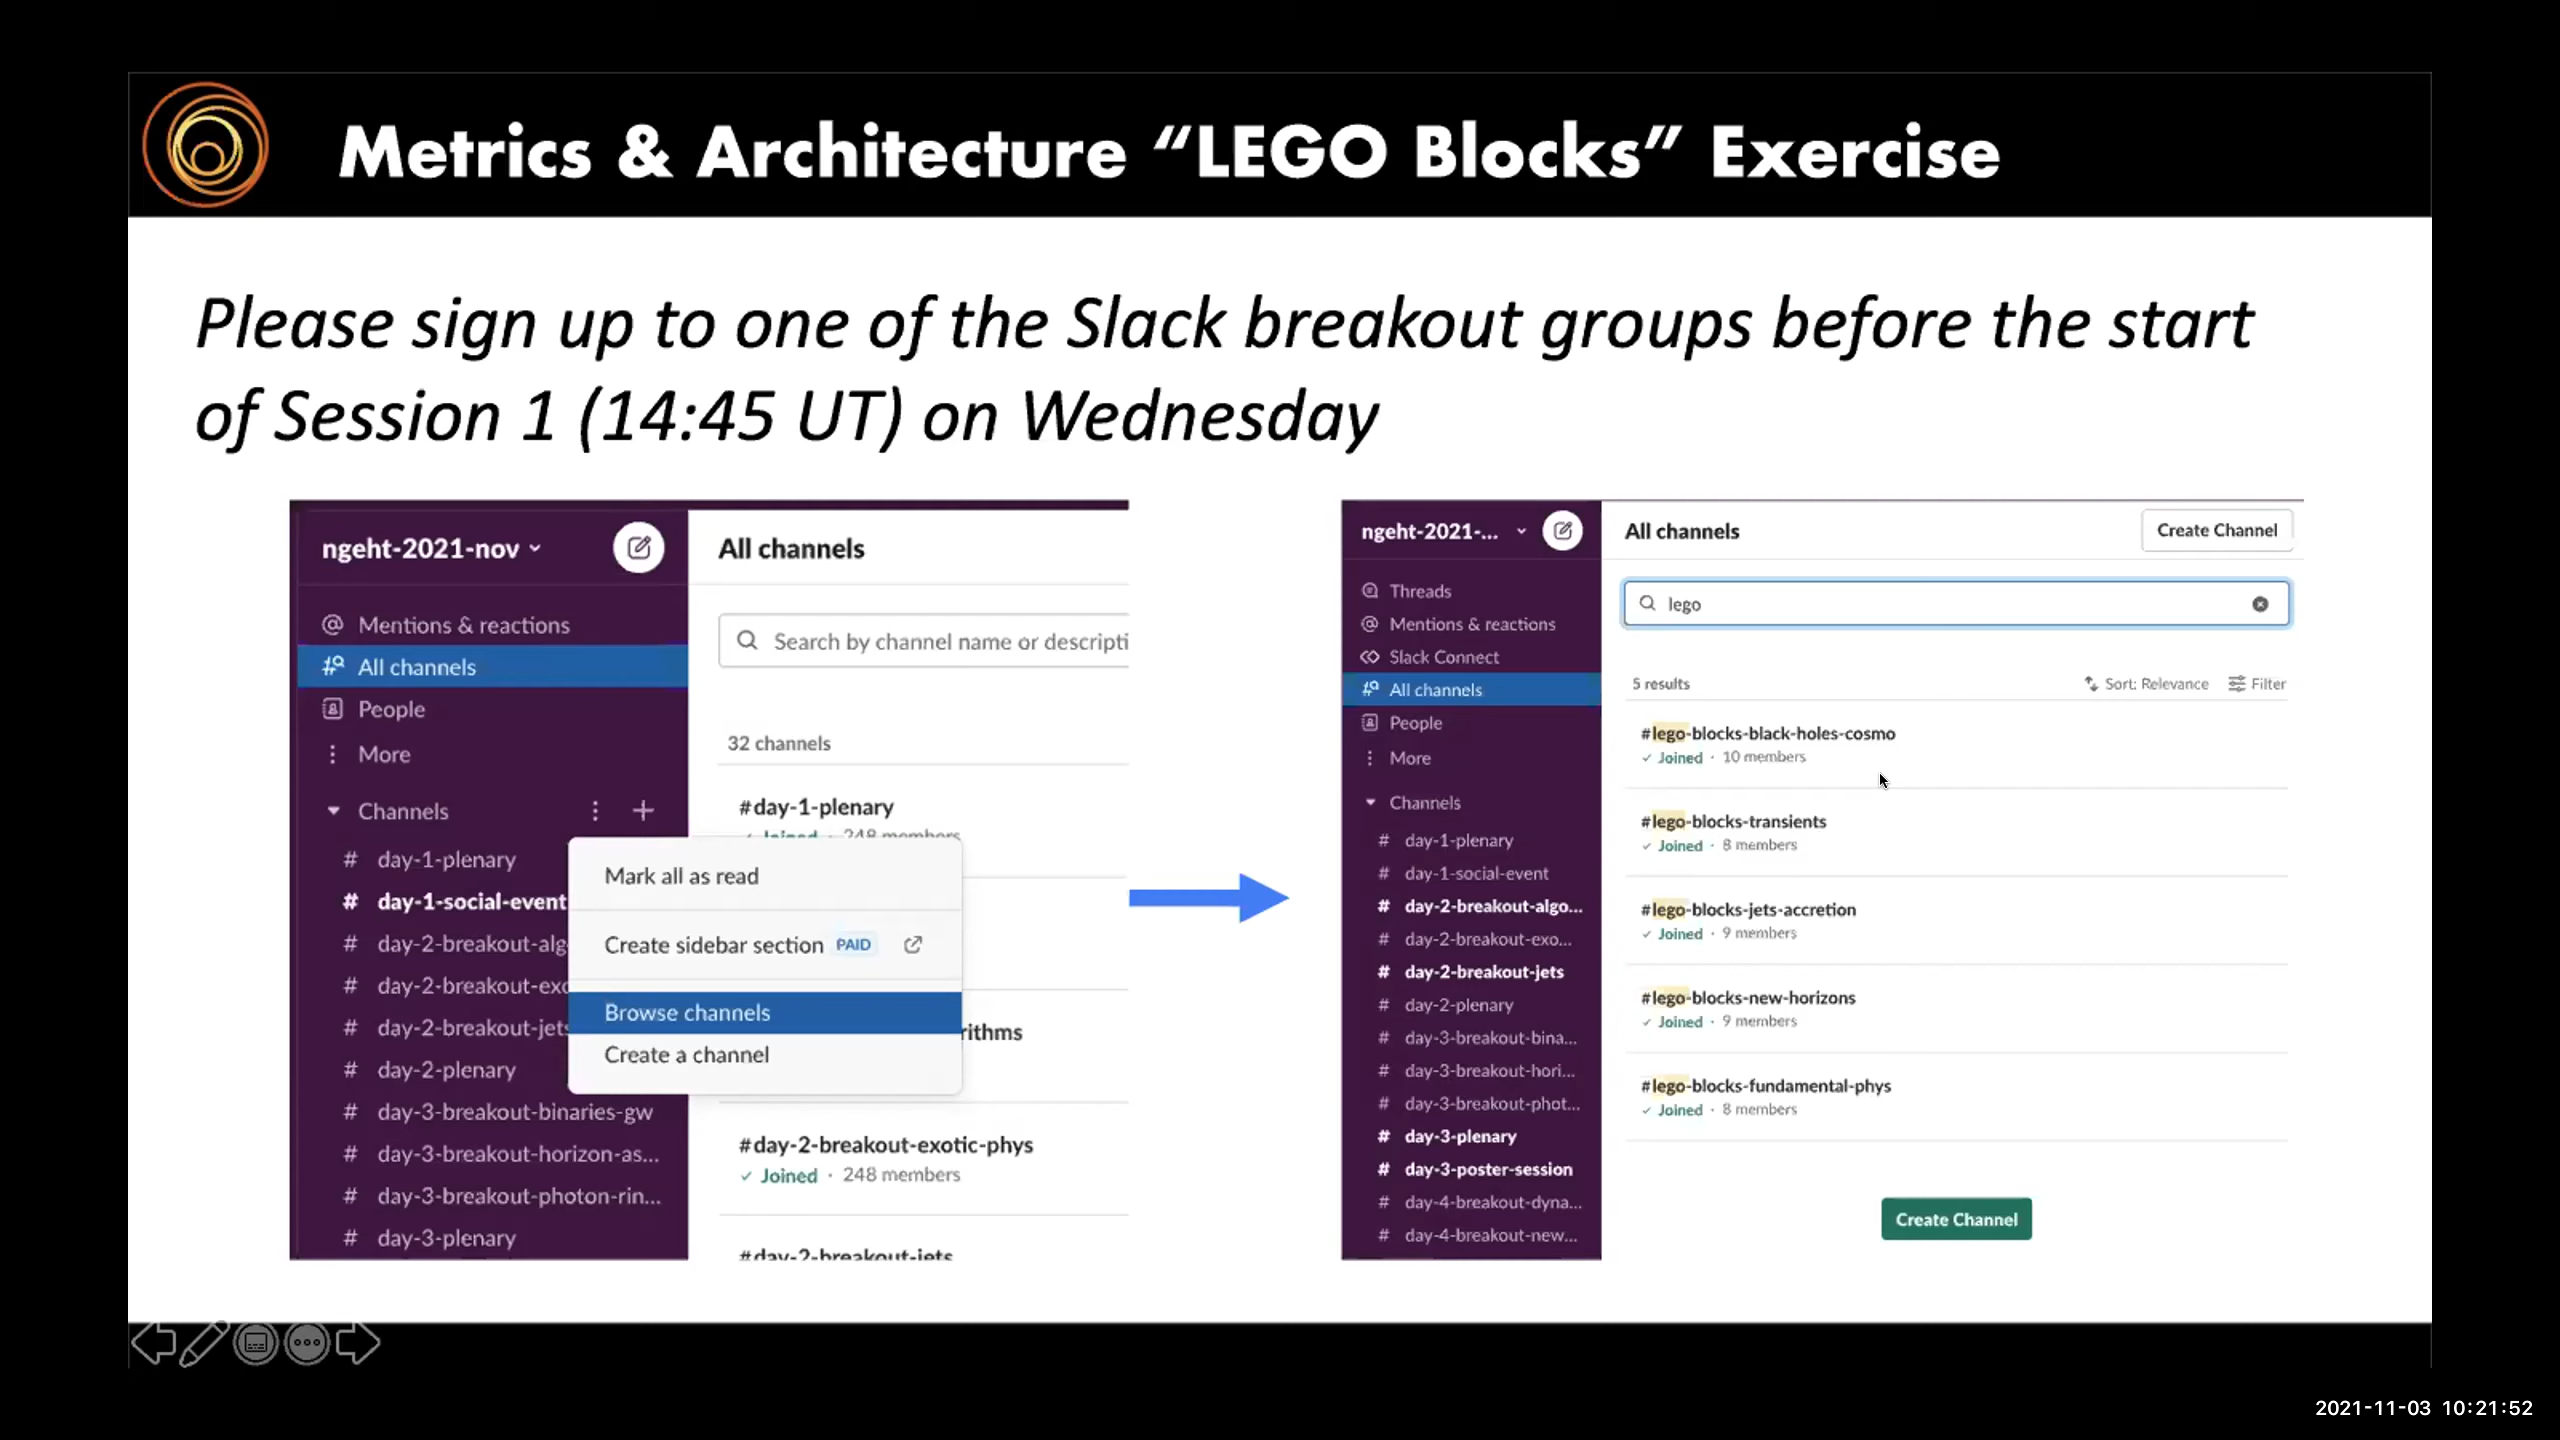 Metrics & Architecture “LEGO Blocks” Exercise
Please sign up to one of the Slack breakout groups before the start
of Session 1 (14:45 UT) on Wednesday
ngeht-2021-nov
Mentions & reactions
All channels
People
More
Channels
# day-1-plenary
# day-1-social-event
# day-2-breakout-alg
# day-2-breakout-exo
# day-2-breakout-jets
# day-2-plenary
# day-3-breakout-binaries-gw
# day-3-breakout-horizon-as...
# day-3-breakout-photon-rin...
# day-3-plenary
All channels
Search by channel name or descripti
32 channels
#day-1-plenary
Joined · 248 members
Mark all as read
Create sidebar section PAID
Browse channels
Create a channel
rithms
#day-2-breakout-exotic-phys
✓ Joined · 248 members
#day-2-breakout-jets
ngeht-2021-...
Threads
Mentions & reactions
Slack Connect
All channels
People
More
Channels
# day-1-plenary
# day-1-social-event
# day-2-breakout-algo...
# day-2-breakout-exo...
# day-2-breakout-jets
# day-2-plenary
# day-3-breakout-bina...
# day-3-breakout-hori...
# day-3-breakout-phot...
# day-3-plenary
# day-3-poster-session
# day-4-breakout-dyna...
# day-4-breakout-new...
All channels
Create Channel
lego
5 results
Sort: Relevance Filter
#lego-blocks-black-holes-cosmo
✓ Joined · 10 members
#lego-blocks-transients
✓ Joined · 8 members
#lego-blocks-jets-accretion
✓ Joined · 9 members
#lego-blocks-new-horizons
✓ Joined · 9 members
#lego-blocks-fundamental-phys
✓ Joined · 8 members
Create Channel
2021-11-03 10:21:52